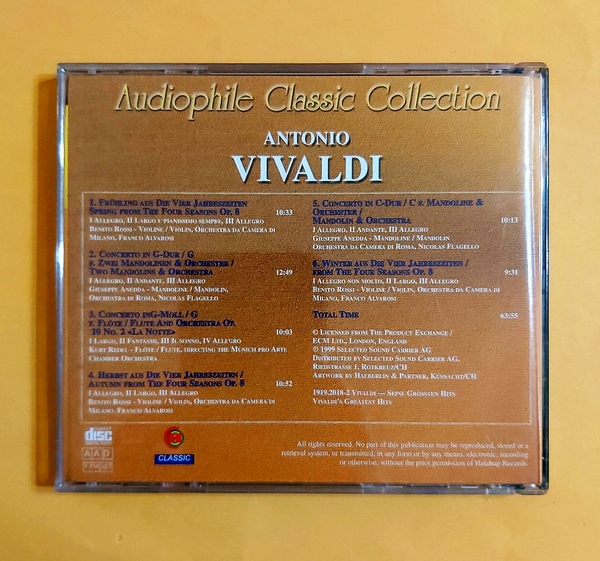 Audiophile Classic Collection
ANTONIO
VIVALDI
1. Frühling aus Die Vier Jahreszeiten
Spring from The Four Seasons Op. 8 10:33
I Allegro, II Largo e pianissimo sempre, III Allegro
Benito Rossi - Violine / Violin, Orchestra da Camera di
Milano, Franco Alvarosi
2. Concerto in G-Dur / G
f. Zwei Mandolinen & Orchester /
Two Mandolins & Orchestra 12:49
I Allegro, II Andante, III Allegro
Giuseppe Anedda - Mandoline / Mandolin,
Orchestra di Roma, Nicolas Flagello
3. Concerto inG-Moll / G
f. Flöte / Flute And Orchestra Op.
10 No. 2 «La Notte» 10:03
I Largo, II Fantasmi, III Il sonno, IV Allegro
Kurt Redel - Flöte / Flute, directing the Munich pro Arte
Chamber Orchestra
4. Herbst aus Die Vier Jahreszeiten /
Autumn from The Four Seasons Op. 8 10:52
I Allegro, II Largo, III Allegro
Benito Rossi - Violine / Violin, Orchestra da Camera di
Milano, Franco Alvarosi
5. Concerto in C-Dur / C f. Mandoline &
Orchester /
Mandolin & Orchestra 10:13
I Allegro, II Andante, III Allegro
Giuseppe Anedda - Mandoline / Mandolin
Orchestra di Roma, Nicolas Flagello
6. Winter aus Die Vier Jahreszeiten /
from The Four Seasons Op. 8 9:31
I Allegro non molto, II Largo, III Allegro
Benito Rossi - Violine / Violin, Orchestra da Camera di
Milano, Franco Alvarosi
Total Time 63:55
© Licensed from The Product Exchange /
ECM Ltd., London, England
℗ 1999 Selected Sound Carrier AG
Distributed by Selected Sound Carrier AG,
Riedstrasse 1, Rotkreuz/CH
Artwork by Haeberlin & Partner, Küsnacht/CH
1919.2018-2 Vivaldi – Seine Grössten Hits
Vivaldi's Greatest Hits
disc
AAD
CLASSIC
All rights reserved. No part of this publication may be reproduced, stored in a
retrieval system, or transmitted, in any form or by any means, electronic, recording
or otherwise, without the prior permission of Halahup Records.